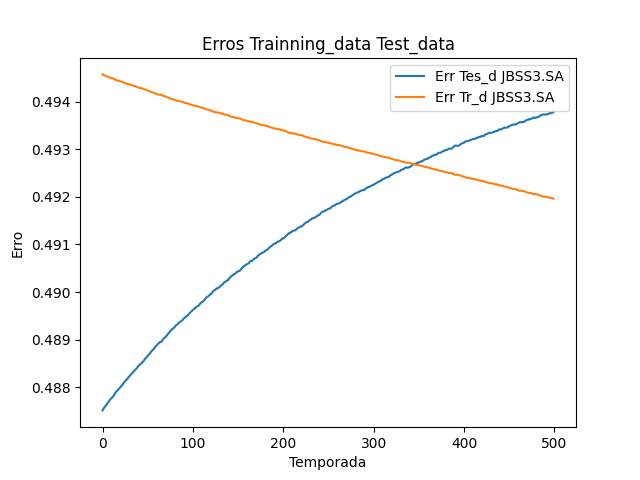 Erros Trainning_data Test_data
Err Tes_d JBSS3.SA
Err Tr_d JBSS3.SA
0.494
0.493
0.492
0.491
0.490
0.489
0.488
Erro
0 100 200 300 400 500
Temporada